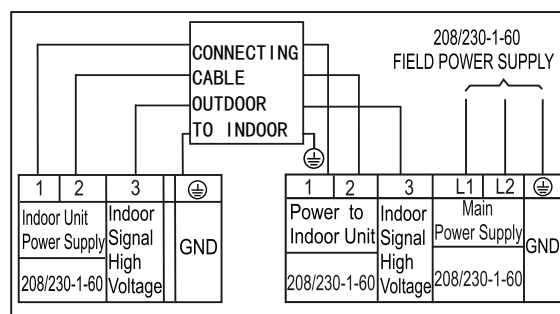 CONNECTING
CABLE
OUTDOOR
TO INDOOR
208/230-1-60
FIELD POWER SUPPLY
1 2 3
Indoor Unit
Power Supply
208/230-1-60
Indoor
Signal
High
Voltage
GND
1 2 3 L1 L2
Power to
Indoor Unit
208/230-1-60
Indoor
Signal
High
Voltage
Main
Power Supply
208/230-1-60
GND